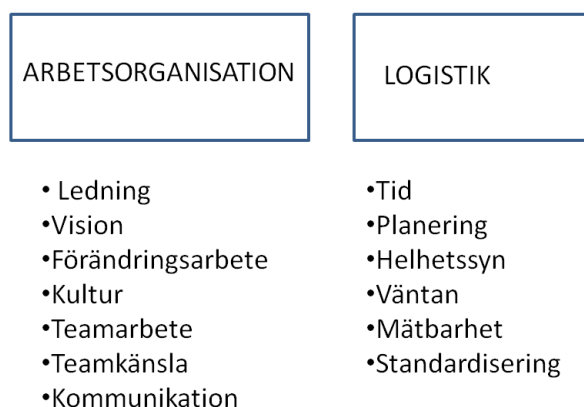 ARBETSORGANISATION
• Ledning
•Vision
•Förändringsarbete
•Kultur
•Teamarbete
•Teamkänsla
•Kommunikation
LOGISTIK
•Tid
•Planering
•Helhetssyn
•Väntan
•Mätbarhet
•Standardisering